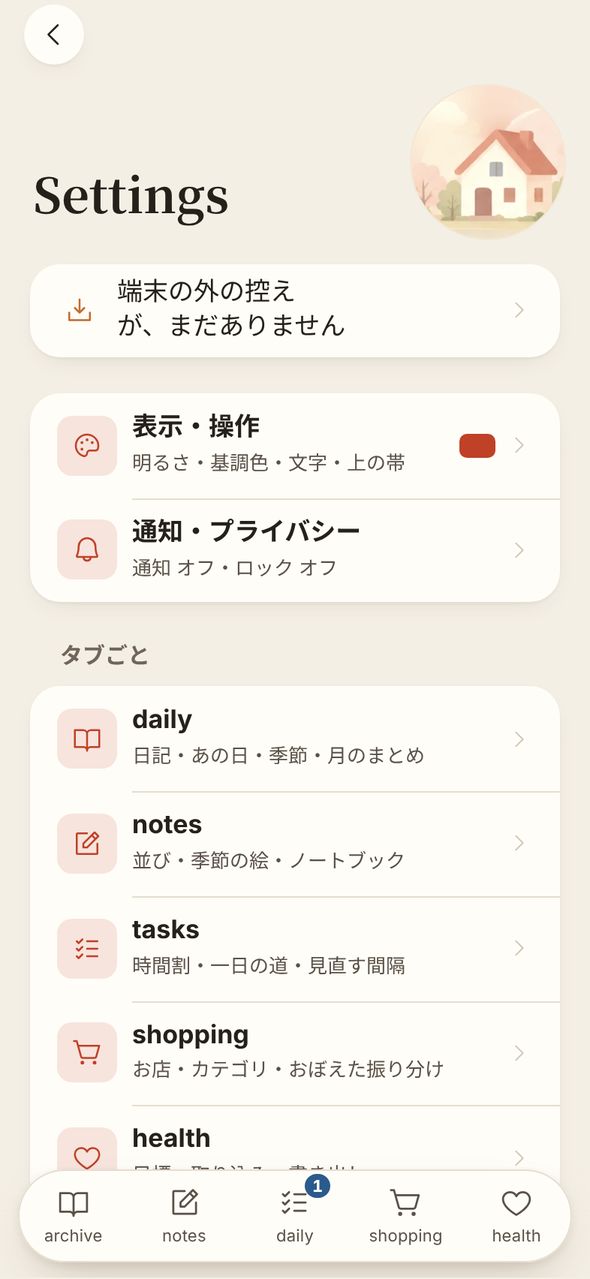 Settings
端末の外の控え
が、まだありません
表示・操作
明るさ・基調色・文字・上の帯
通知・プライバシー
通知 オフ・ロック オフ
タブごと
daily
日記・あの日・季節・月のまとめ
notes
並び・季節の絵・ノートブック
tasks
時間割・一日の道・見直す間隔
shopping
お店・カテゴリ・おぼえた振り分け
health
1
archive
notes
daily
shopping
health